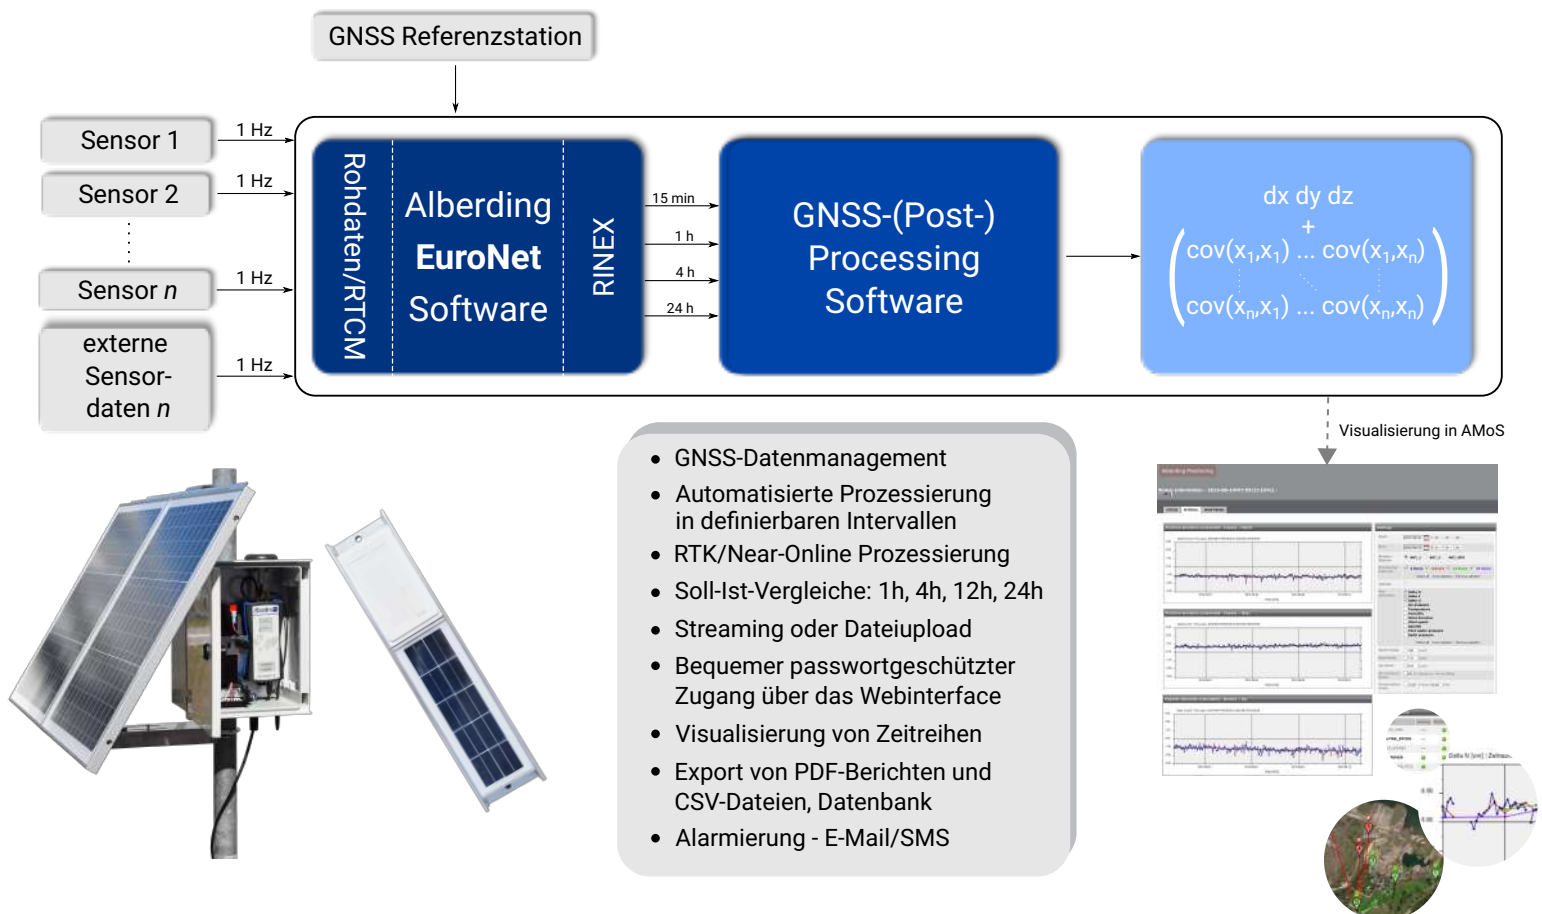 GNSS Referenzstation
Sensor 1
1 Hz
Sensor 2
1 Hz
Sensor n
1 Hz
externe
Sensor-
daten n
1 Hz
Rohdaten/RTCM
Alberding
EuroNet
Software
RINEX
15 min
1 h
4 h
24 h
GNSS-(Post-)
Processing
Software
dx dy dz
+
cov(x₁,x₁) ... cov(x₁,xₙ)
cov(xₙ,x₁) ... cov(xₙ,xₙ)
Visualisierung in AMoS
• GNSS-Datenmanagement
• Automatisierte Prozessierung
in definierbaren Intervallen
• RTK/Near-Online Prozessierung
• Soll-Ist-Vergleiche: 1h, 4h, 12h, 24h
• Streaming oder Dateiupload
• Bequemer passwortgeschützter
Zugang über das Webinterface
• Visualisierung von Zeitreihen
• Export von PDF-Berichten und
CSV-Dateien, Datenbank
• Alarmierung - E-Mail/SMS
Delta N [cm]